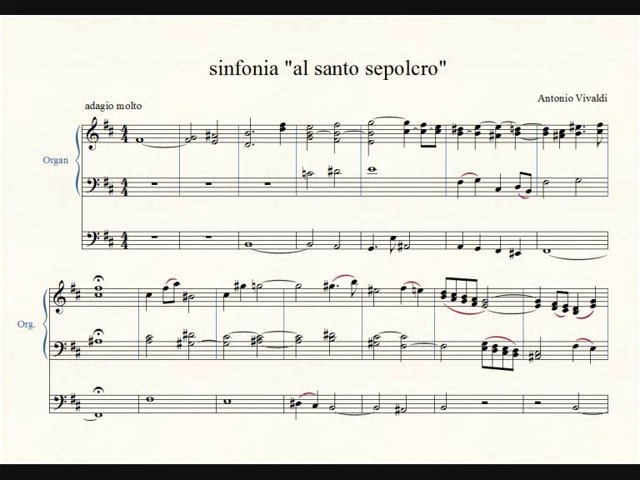 sinfonia "al santo sepolcro"
Antonio Vivaldi
adagio molto
Organ
Org.